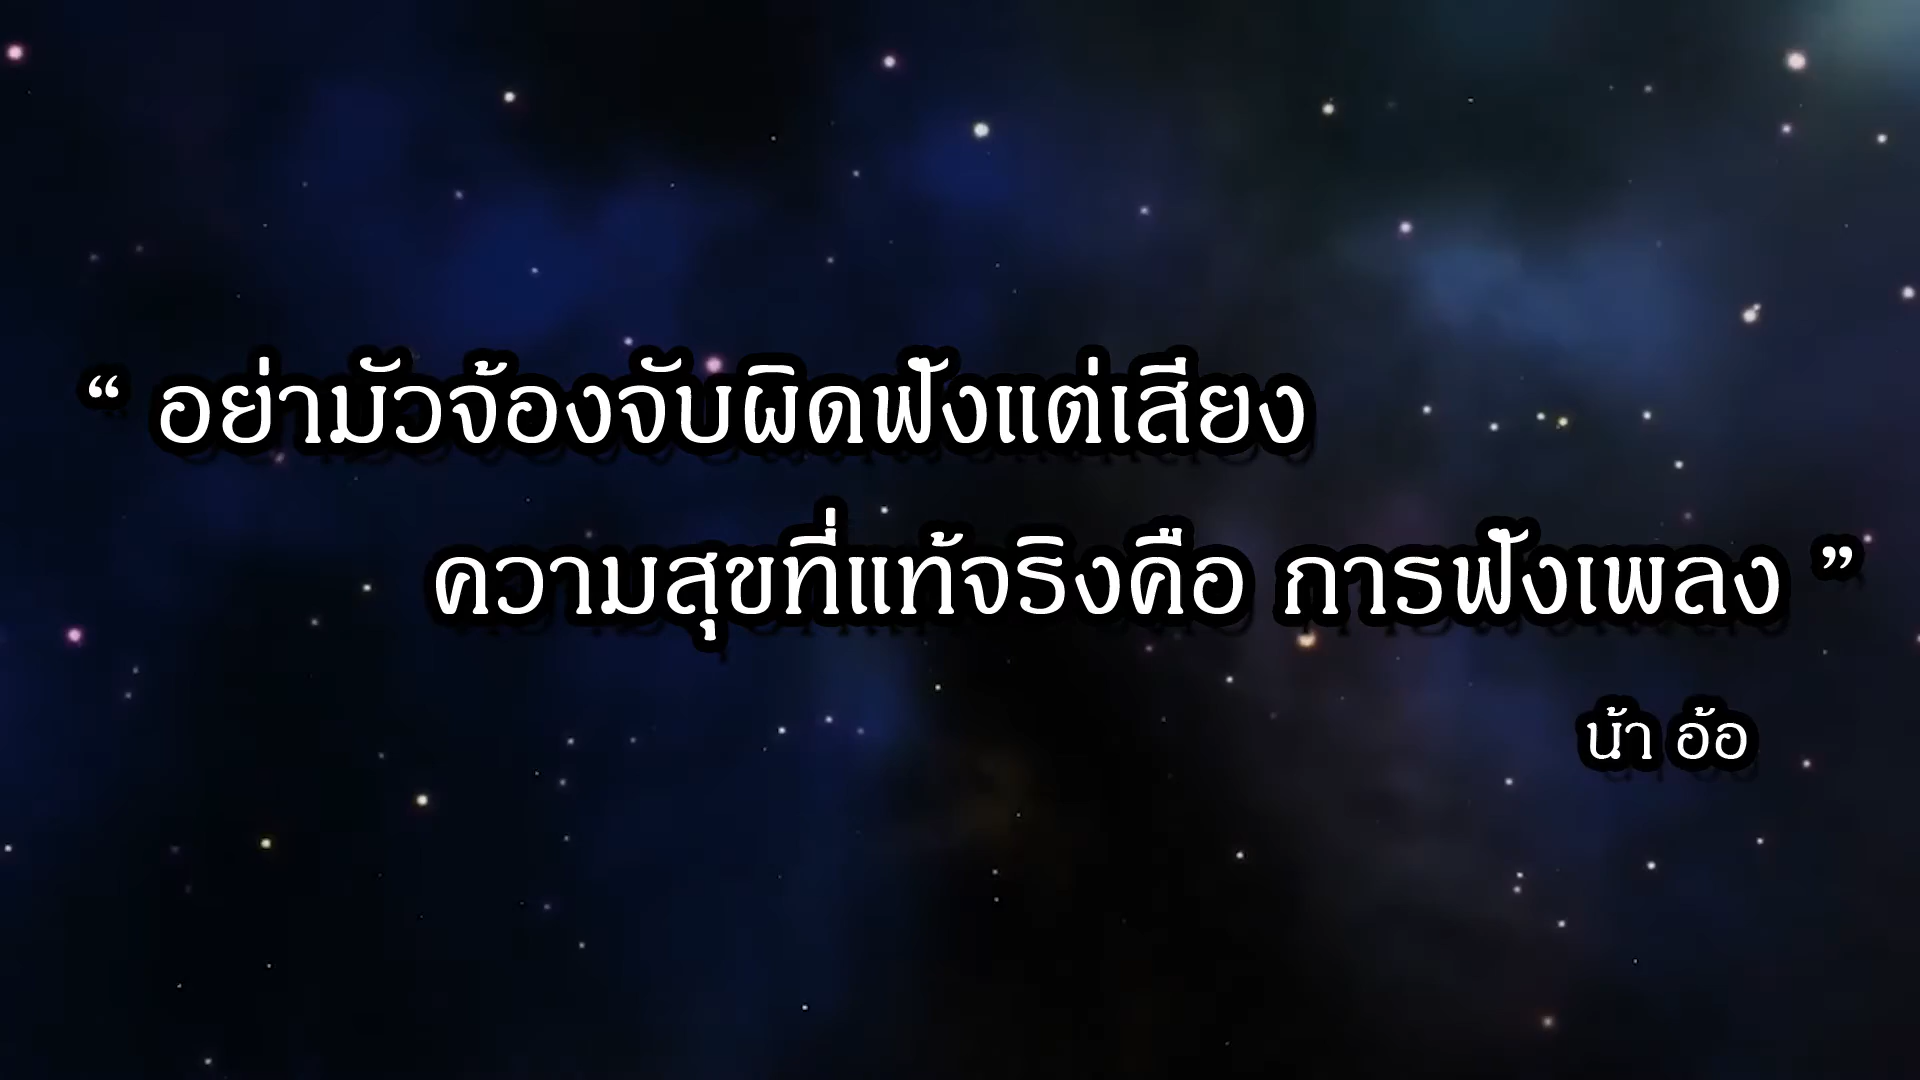 “ อย่ามัวจ้องจับผิดฟังแต่เสียง
ความสุขที่แท้จริงคือ การฟังเพลง ”
น้า อ้อ